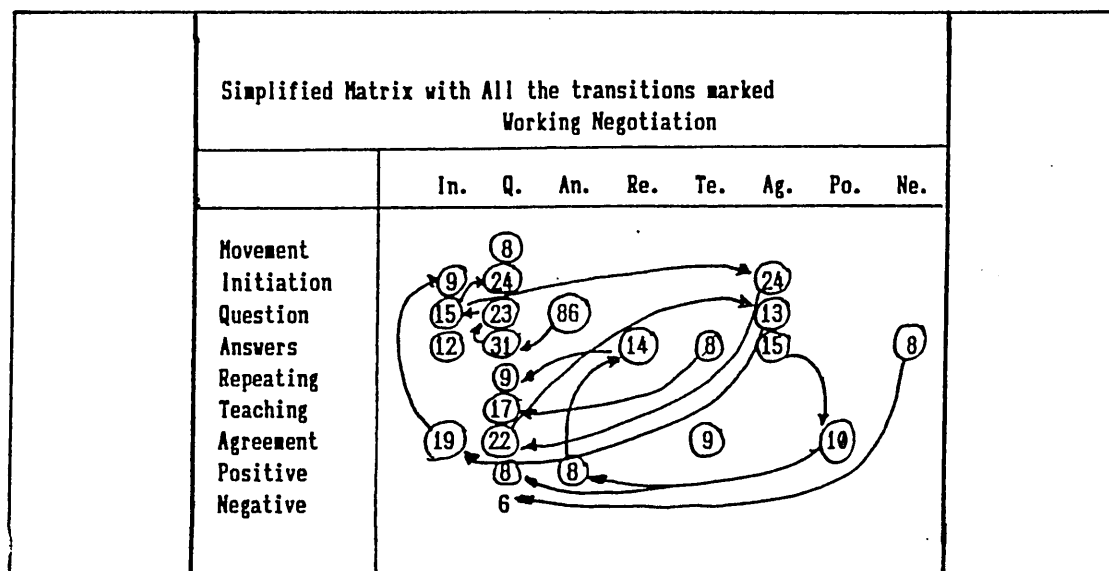 Simplified Matrix with All the transitions marked
Working Negotiation
In. Q. An. Re. Te. Ag. Po. Ne.
Movement 8
Initiation 9 24 24
Question 15 23 86 13
Answers 12 31 14 8 15 8
Repeating 9
Teaching 17
Agreement 19 22 9 10
Positive 8 8
Negative 6